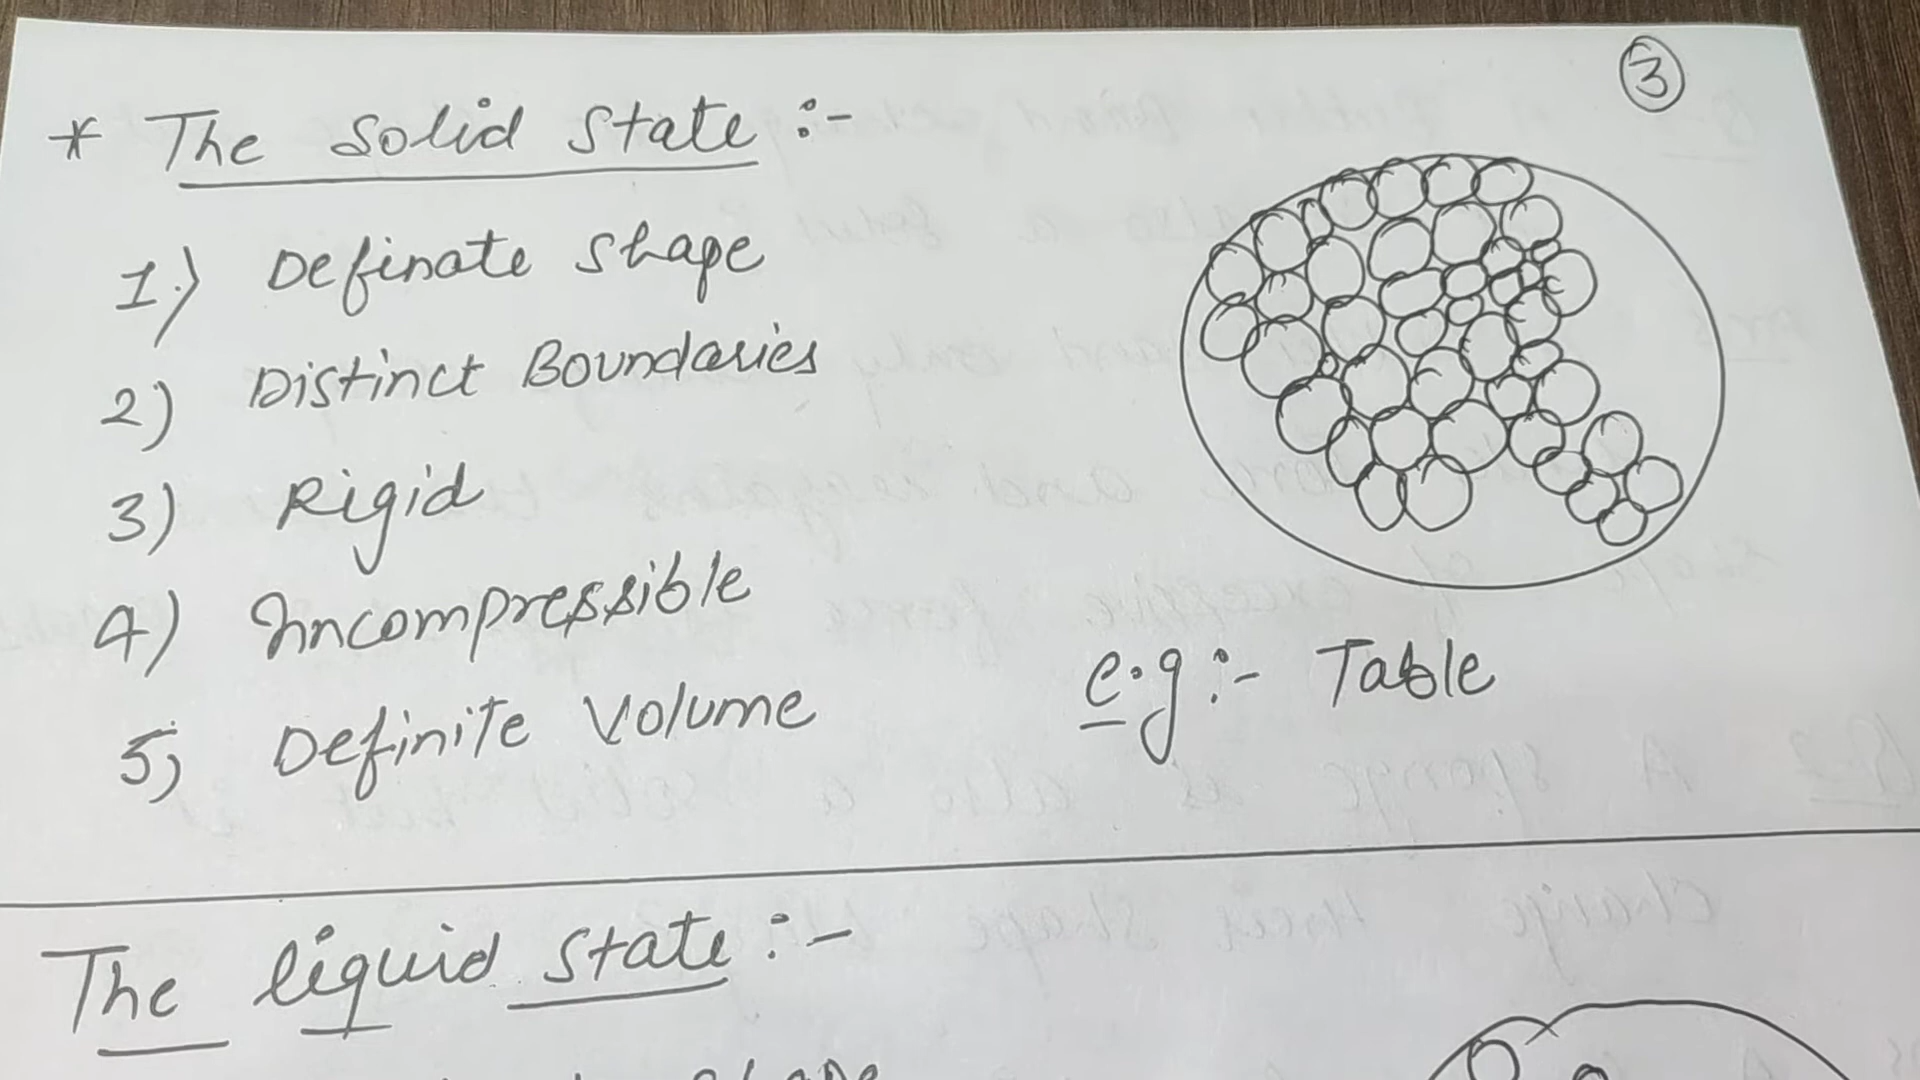 3
* The solid state :-
1.) Definate shape
2) Distinct Boundaries
3) Rigid
4) Incompressible
5) Definite Volume
e.g :- Table
The liquid state :-
shape